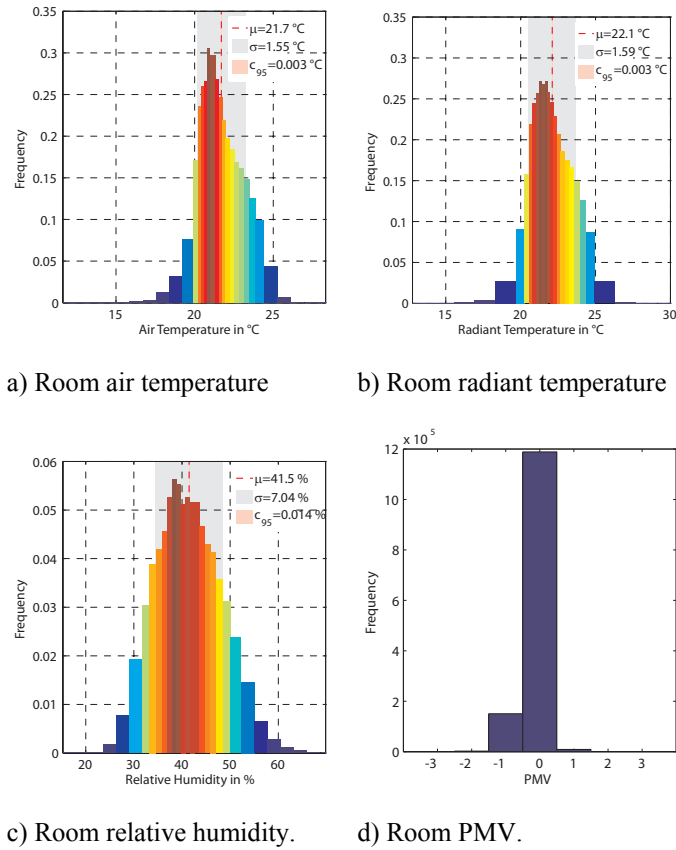 0.35
0.3
0.25
0.2
0.15
0.1
0.05
0
Frequency
μ=21.7 °C
σ=1.55 °C
c95=0.003 °C
15 20 25
Air Temperature in °C
0.35
0.3
0.25
0.2
0.15
0.1
0.05
0
Frequency
μ=22.1 °C
σ=1.59 °C
c95=0.003 °C
15 20 25 30
Radiant Temperature in °C
a) Room air temperature
b) Room radiant temperature
0.06
0.05
0.04
0.03
0.02
0.01
0
Frequency
μ=41.5 %
σ=7.04 %
c95=0.014 %
20 30 40 50 60
Relative Humidity in %
x 10 5
12
10
8
6
4
2
0
Frequency
-3 -2 -1 0 1 2 3
PMV
c) Room relative humidity.
d) Room PMV.